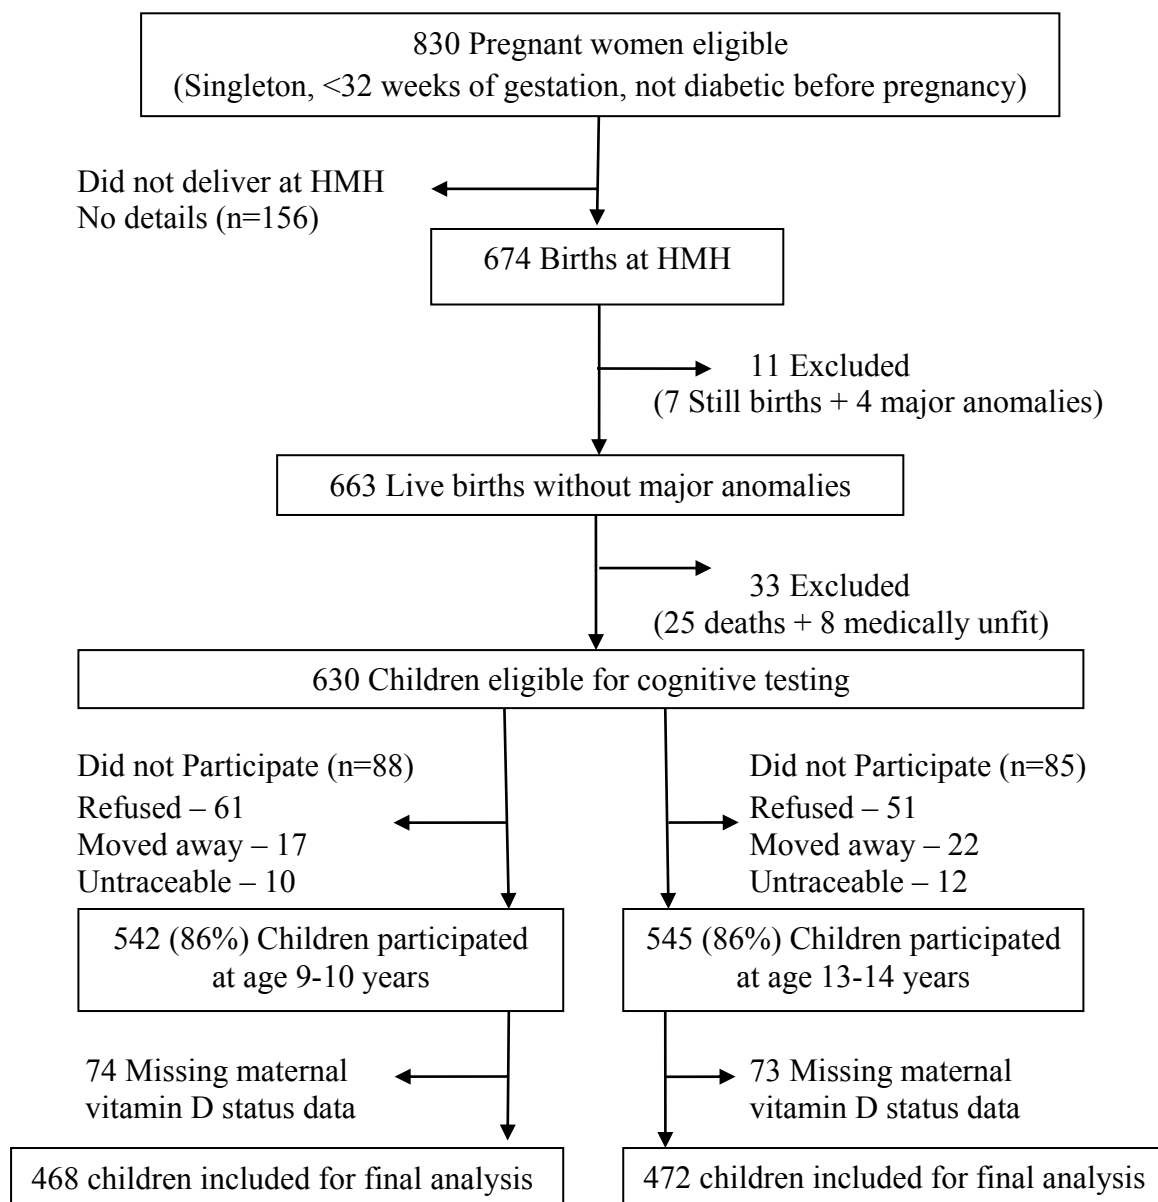 830 Pregnant women eligible
(Singleton, <32 weeks of gestation, not diabetic before pregnancy)
Did not deliver at HMH
No details (n=156)
674 Births at HMH
11 Excluded
(7 Still births + 4 major anomalies)
663 Live births without major anomalies
33 Excluded
(25 deaths + 8 medically unfit)
630 Children eligible for cognitive testing
Did not Participate (n=88)
Refused – 61
Moved away – 17
Untraceable – 10
Did not Participate (n=85)
Refused – 51
Moved away – 22
Untraceable – 12
542 (86%) Children participated
at age 9-10 years
545 (86%) Children participated
at age 13-14 years
74 Missing maternal
vitamin D status data
73 Missing maternal
vitamin D status data
468 children included for final analysis
472 children included for final analysis